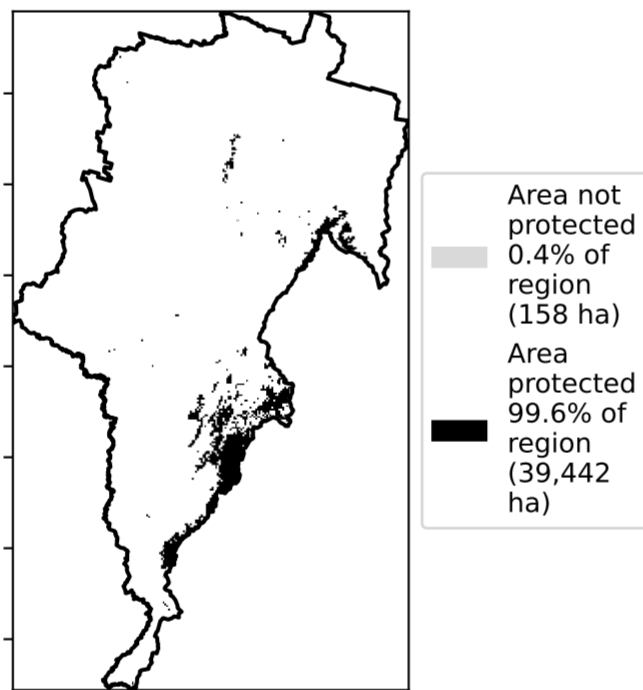 Area not
protected
0.4% of
region
(158 ha)
Area
protected
99.6% of
region
(39,442
ha)